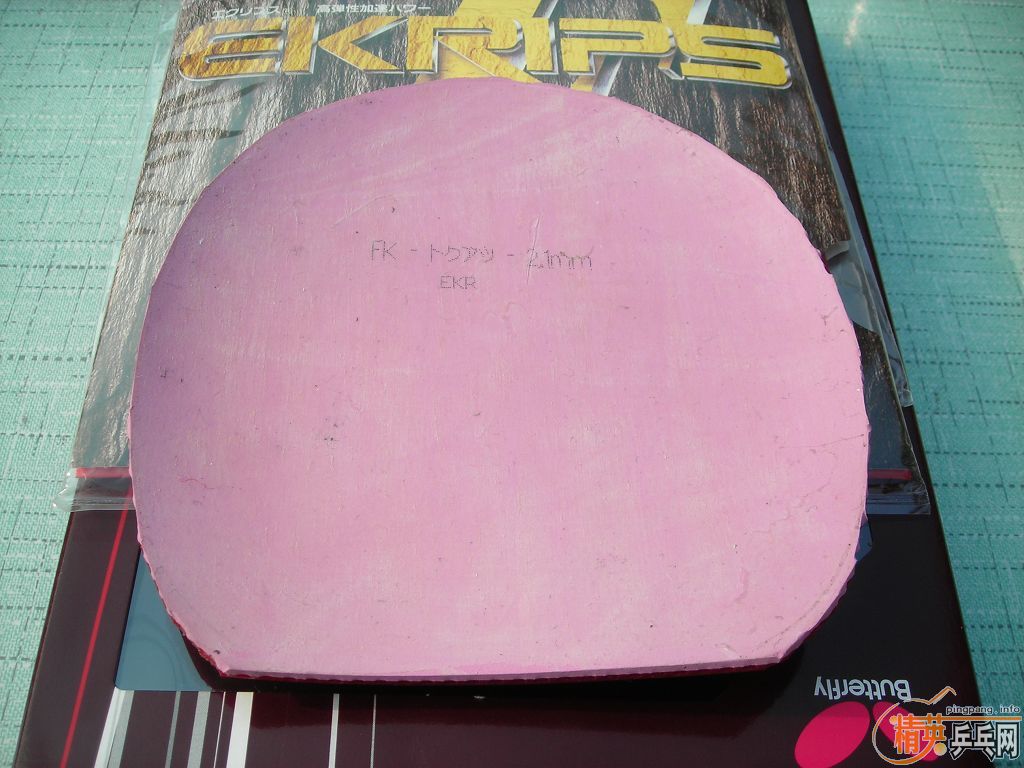 エクリプス 高弾性加速パワー
EKRIPS
FK - トクアツ - 2.1mm
EKR
Butterfly
pingpang.info
精英乒乓网